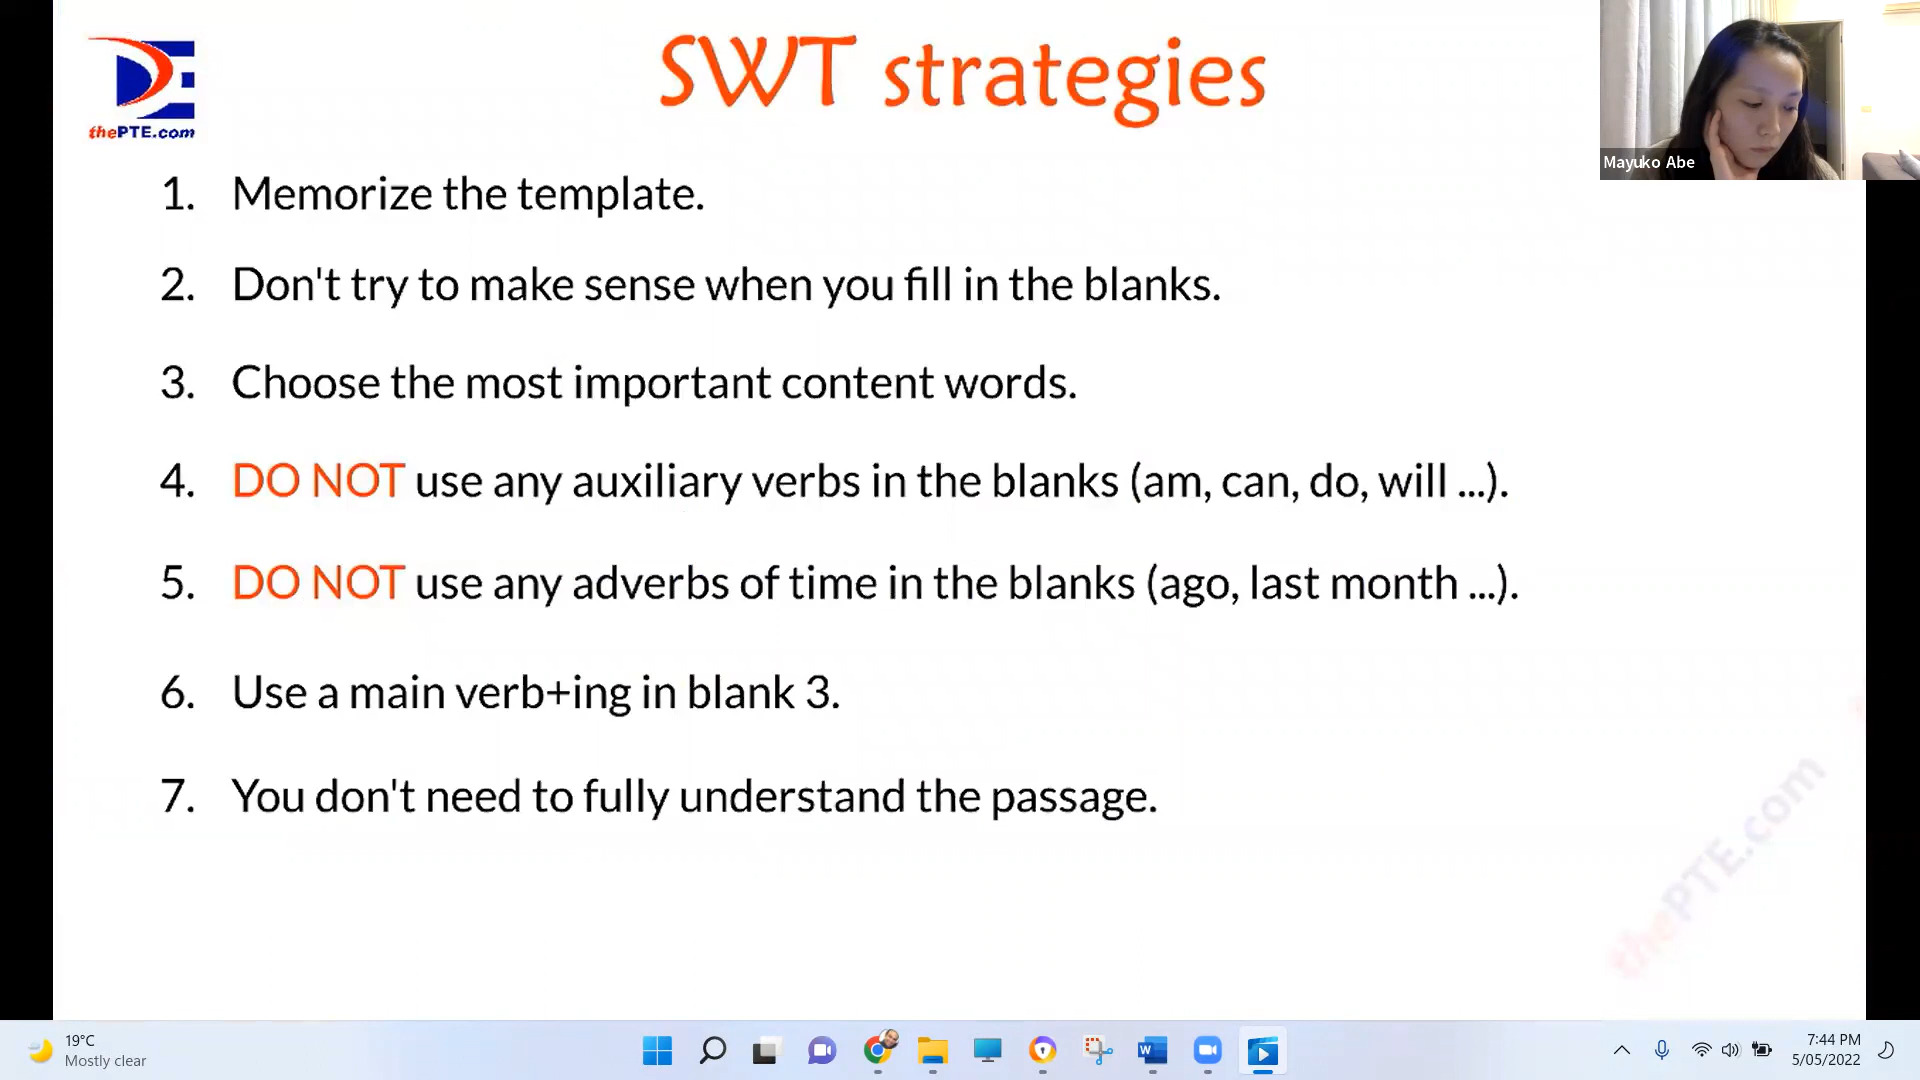 thePTE.com
SWT strategies
Mayuko Abe
1. Memorize the template.
2. Don't try to make sense when you fill in the blanks.
3. Choose the most important content words.
4. DO NOT use any auxiliary verbs in the blanks (am, can, do, will ...).
5. DO NOT use any adverbs of time in the blanks (ago, last month ...).
6. Use a main verb+ing in blank 3.
7. You don't need to fully understand the passage.
thePTE.com
19°C
Mostly clear
7:44 PM
5/05/2022